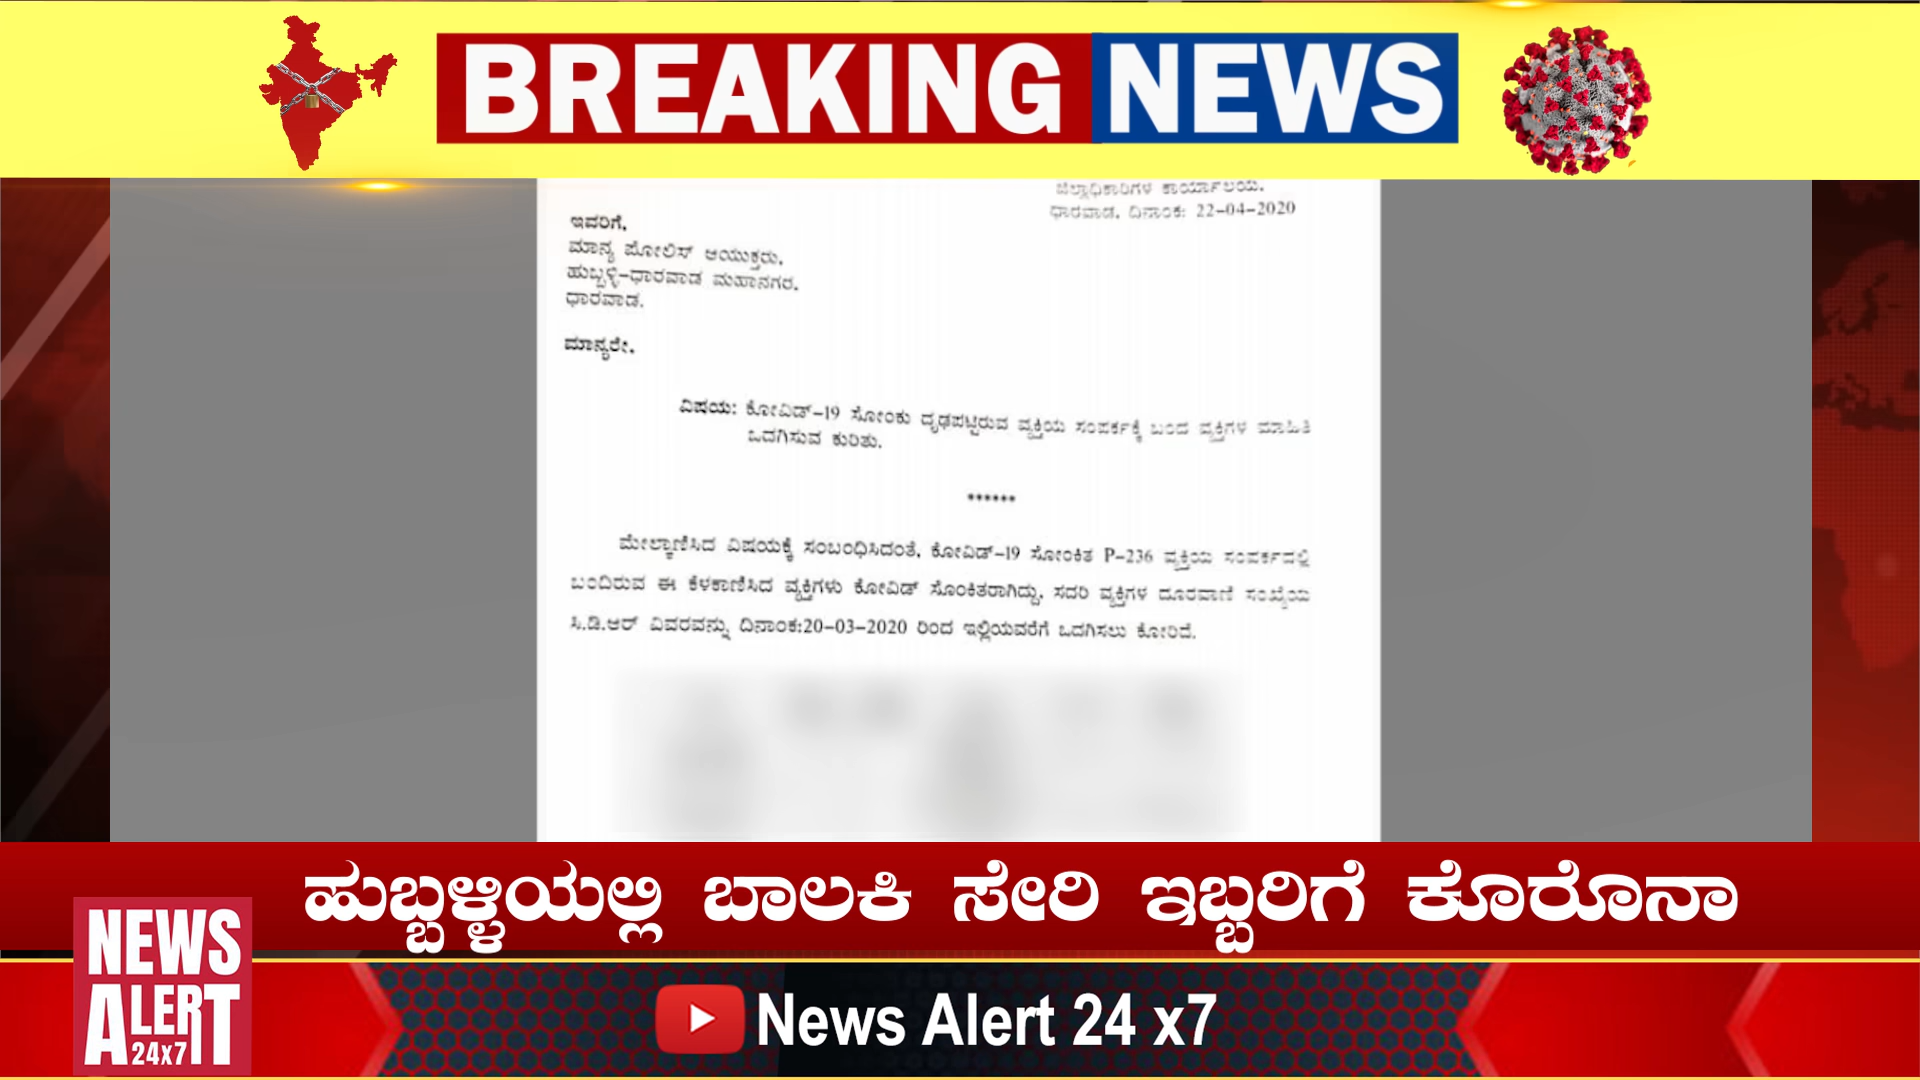 BREAKING NEWS
ಜಿಲ್ಲಾಧಿಕಾರಿಗಳ ಕಾರ್ಯಾಲಯ,
ಧಾರವಾಡ, ದಿನಾಂಕ: 22-04-2020
ಇವರಿಗೆ,
ಮಾನ್ಯ ಪೋಲಿಸ್ ಆಯುಕ್ತರು,
ಹುಬ್ಬಳ್ಳಿ-ಧಾರವಾಡ ಮಹಾನಗರ,
ಧಾರವಾಡ.
ಮಾನ್ಯರೇ,
ವಿಷಯ: ಕೋವಿಡ್-19 ಸೋಂಕು ದೃಢಪಟ್ಟಿರುವ ವ್ಯಕ್ತಿಯ ಸಂಪರ್ಕಕ್ಕೆ ಬಂದ ವ್ಯಕ್ತಿಗಳ ಮಾಹಿತಿ
ಒದಗಿಸುವ ಕುರಿತು.
******
ಮೇಲ್ಕಾಣಿಸಿದ ವಿಷಯಕ್ಕೆ ಸಂಬಂಧಿಸಿದಂತೆ, ಕೋವಿಡ್-19 ಸೋಂಕಿತ P-236 ವ್ಯಕ್ತಿಯ ಸಂಪರ್ಕದಲ್ಲಿ
ಬಂದಿರುವ ಈ ಕೆಳಕಾಣಿಸಿದ ವ್ಯಕ್ತಿಗಳು ಕೋವಿಡ್ ಸೊಂಕಿತರಾಗಿದ್ದು, ಸದರಿ ವ್ಯಕ್ತಿಗಳ ದೂರವಾಣಿ ಸಂಖ್ಯೆಯ
ಸಿ.ಡಿ.ಆರ್ ವಿವರವನ್ನು ದಿನಾಂಕ:20-03-2020 ರಿಂದ ಇಲ್ಲಿಯವರೆಗೆ ಒದಗಿಸಲು ಕೋರಿದೆ.
ಹುಬ್ಬಳ್ಳಿಯಲ್ಲಿ ಬಾಲಕಿ ಸೇರಿ ಇಬ್ಬರಿಗೆ ಕೊರೊನಾ
NEWS
ALERT
24x7
News Alert 24 x7